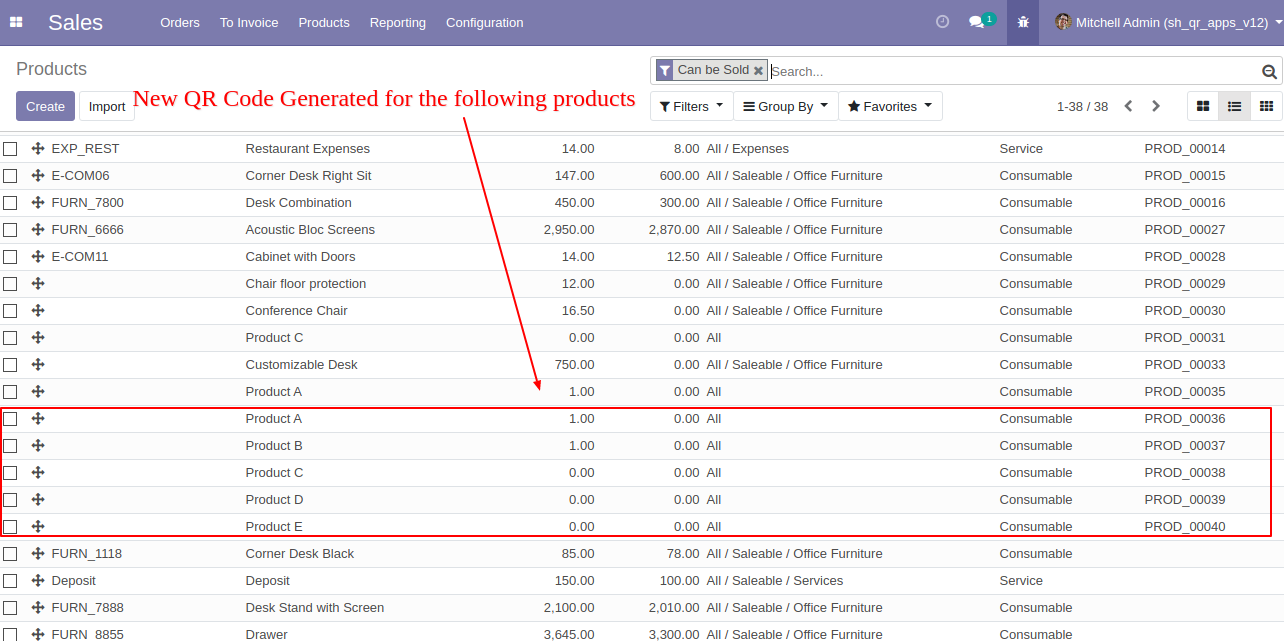 Sales Orders To Invoice Products Reporting Configuration 1 Mitchell Admin (sh_qr_apps_v12)
Products Can be Sold Search...
Create Import New QR Code Generated for the following products Filters Group By Favorites 1-38 / 38
EXP_REST Restaurant Expenses 14.00 8.00 All / Expenses Service PROD_00014
E-COM06 Corner Desk Right Sit 147.00 600.00 All / Saleable / Office Furniture Consumable PROD_00015
FURN_7800 Desk Combination 450.00 300.00 All / Saleable / Office Furniture Consumable PROD_00016
FURN_6666 Acoustic Bloc Screens 2,950.00 2,870.00 All / Saleable / Office Furniture Consumable PROD_00027
E-COM11 Cabinet with Doors 14.00 12.50 All / Saleable / Office Furniture Consumable PROD_00028
Chair floor protection 12.00 0.00 All / Saleable / Office Furniture Consumable PROD_00029
Conference Chair 16.50 0.00 All / Saleable / Office Furniture Consumable PROD_00030
Product C 0.00 0.00 All Consumable PROD_00031
Customizable Desk 750.00 0.00 All / Saleable / Office Furniture Consumable PROD_00033
Product A 1.00 0.00 All Consumable PROD_00035
Product A 1.00 0.00 All Consumable PROD_00036
Product B 1.00 0.00 All Consumable PROD_00037
Product C 0.00 0.00 All Consumable PROD_00038
Product D 0.00 0.00 All Consumable PROD_00039
Product E 0.00 0.00 All Consumable PROD_00040
FURN_1118 Corner Desk Black 85.00 78.00 All / Saleable / Office Furniture Consumable
Deposit Deposit 150.00 100.00 All / Saleable / Services Service
FURN_7888 Desk Stand with Screen 2,100.00 2,010.00 All / Saleable / Office Furniture Consumable
FURN_8855 Drawer 3,645.00 3,300.00 All / Saleable / Office Furniture Consumable